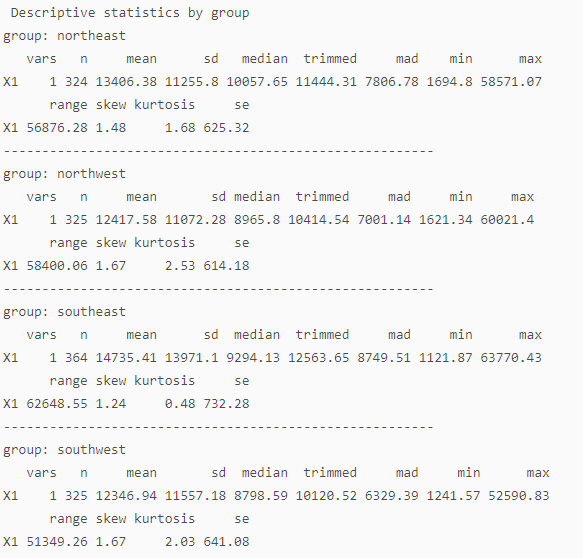 Descriptive statistics by group
group: northeast
vars n mean sd median trimmed mad min max
X1 1 324 13406.38 11255.8 10057.65 11444.31 7806.78 1694.8 58571.07
range skew kurtosis se
X1 56876.28 1.48 1.68 625.32
--------------------------------------------------------
group: northwest
vars n mean sd median trimmed mad min max
X1 1 325 12417.58 11072.28 8965.8 10414.54 7001.14 1621.34 60021.4
range skew kurtosis se
X1 58400.06 1.67 2.53 614.18
--------------------------------------------------------
group: southeast
vars n mean sd median trimmed mad min max
X1 1 364 14735.41 13971.1 9294.13 12563.65 8749.51 1121.87 63770.43
range skew kurtosis se
X1 62648.55 1.24 0.48 732.28
--------------------------------------------------------
group: southwest
vars n mean sd median trimmed mad min max
X1 1 325 12346.94 11557.18 8798.59 10120.52 6329.39 1241.57 52590.83
range skew kurtosis se
X1 51349.26 1.67 2.03 641.08